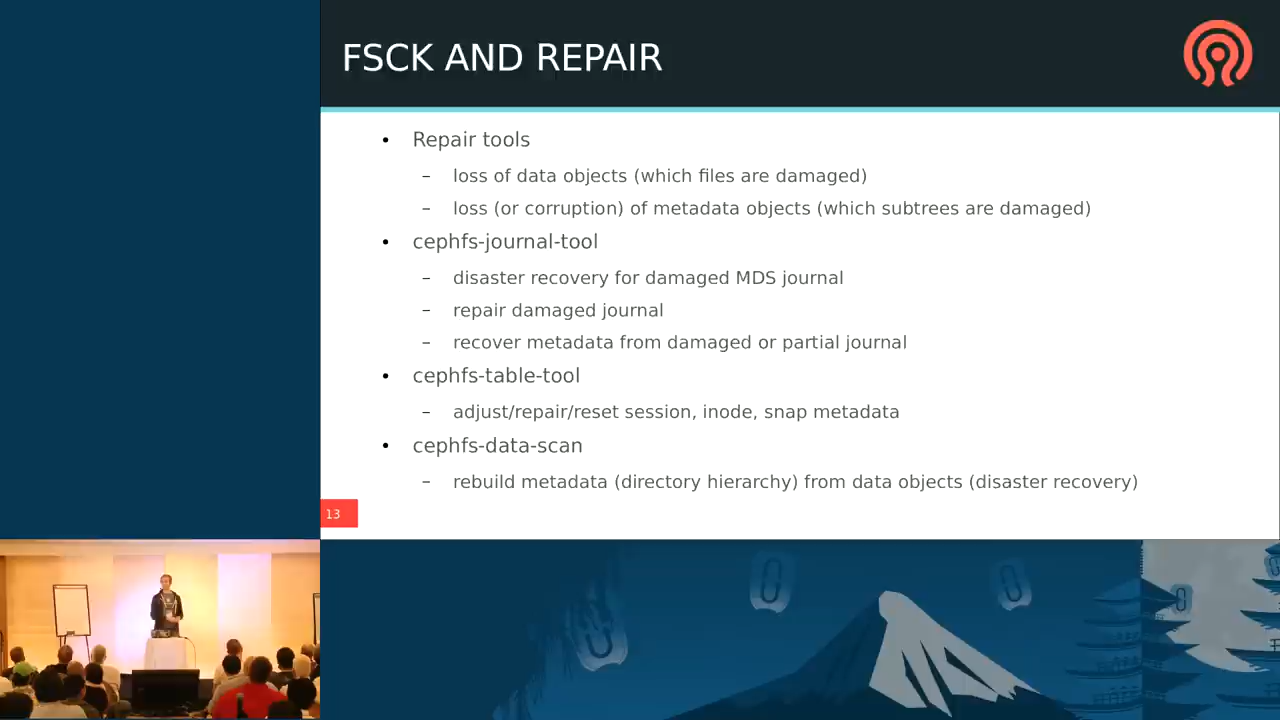 FSCK AND REPAIR
• Repair tools
– loss of data objects (which files are damaged)
– loss (or corruption) of metadata objects (which subtrees are damaged)
• cephfs-journal-tool
– disaster recovery for damaged MDS journal
– repair damaged journal
– recover metadata from damaged or partial journal
• cephfs-table-tool
– adjust/repair/reset session, inode, snap metadata
• cephfs-data-scan
– rebuild metadata (directory hierarchy) from data objects (disaster recovery)
13